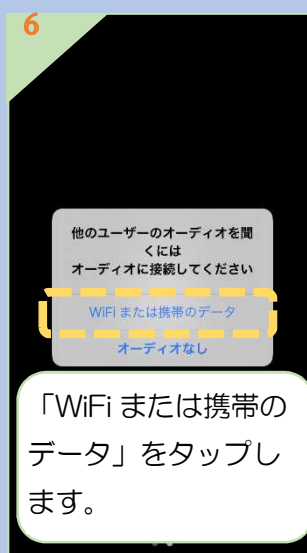 6
他のユーザーのオーディオを聞
くには
オーディオに接続してください
WiFi または携帯のデータ
オーディオなし
「WiFi または携帯の
データ」をタップし
ます。